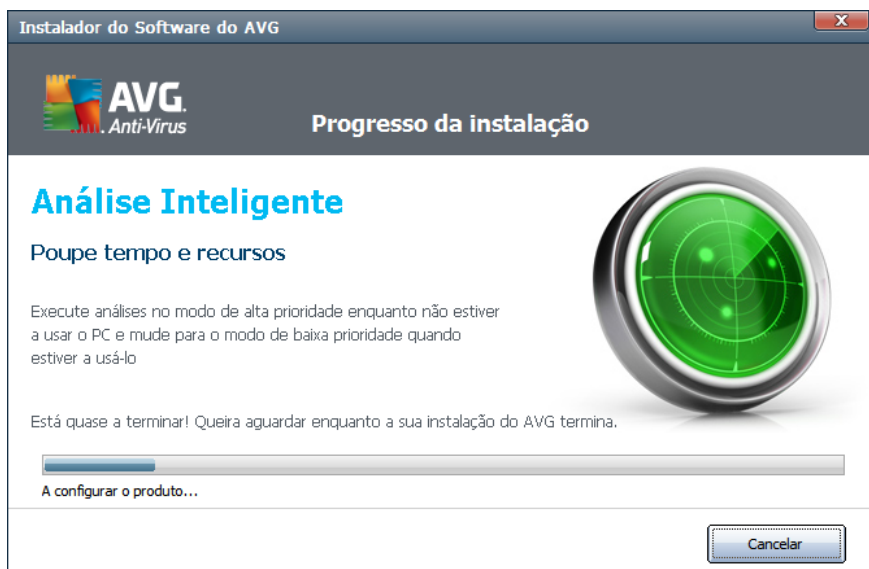 Instalador do Software do AVG
X
AVG.
Anti-Virus
Progresso da instalação
Análise Inteligente
Poupe tempo e recursos
Execute análises no modo de alta prioridade enquanto não estiver
a usar o PC e mude para o modo de baixa prioridade quando
estiver a usá-lo
Está quase a terminar! Queira aguardar enquanto a sua instalação do AVG termina.
A configurar o produto...
Cancelar